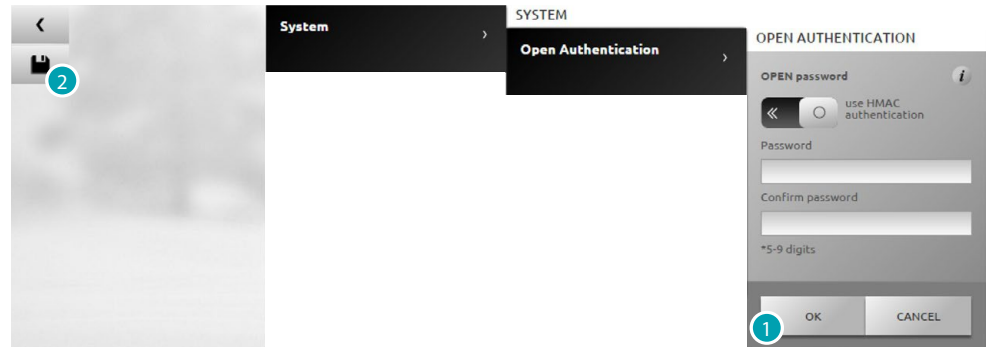 2
System
SYSTEM
Open Authentication
OPEN AUTHENTICATION
OPEN password
i
use HMAC
authentication
Password
Confirm password
*5-9 digits
1
OK
CANCEL